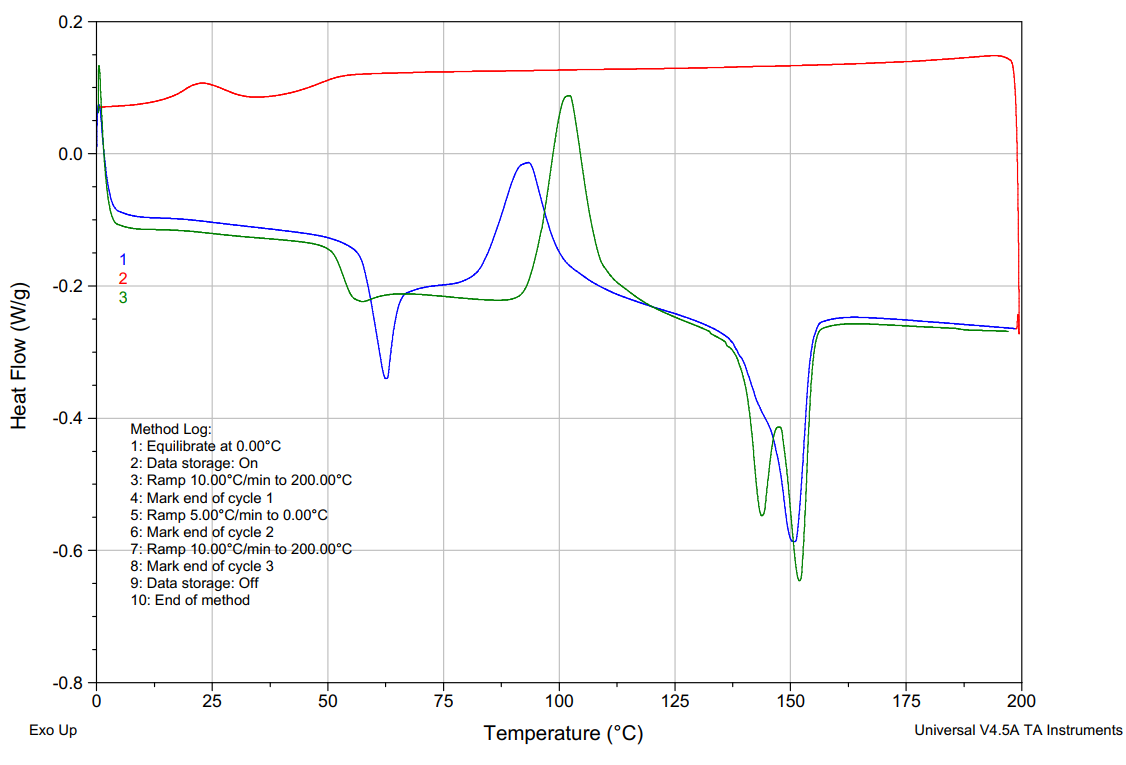 0.2
0.0
-0.2
-0.4
-0.6
-0.8
Heat Flow (W/g)
1
2
3
Method Log:
1: Equilibrate at 0.00°C
2: Data storage: On
3: Ramp 10.00°C/min to 200.00°C
4: Mark end of cycle 1
5: Ramp 5.00°C/min to 0.00°C
6: Mark end of cycle 2
7: Ramp 10.00°C/min to 200.00°C
8: Mark end of cycle 3
9: Data storage: Off
10: End of method
0 25 50 75 100 125 150 175 200
Exo Up
Temperature (°C)
Universal V4.5A TA Instruments